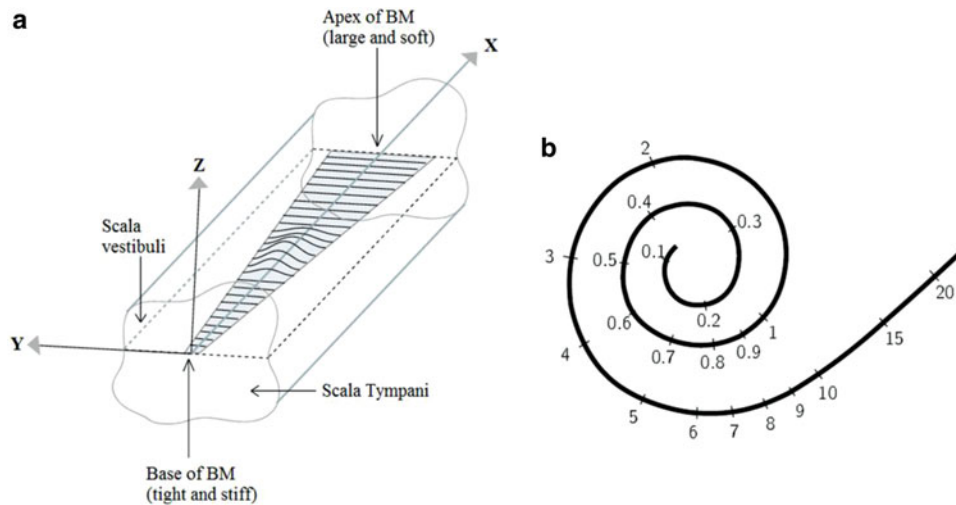 a
Apex of BM
(large and soft)
X
Z
Scala
vestibuli
Y
Scala Tympani
Base of BM
(tight and stiff)
b
2
0.4
0.3
3
0.5
0.1
20
0.6
0.2
1
15
4
0.7
0.8
0.9
10
5
6
7
8
9